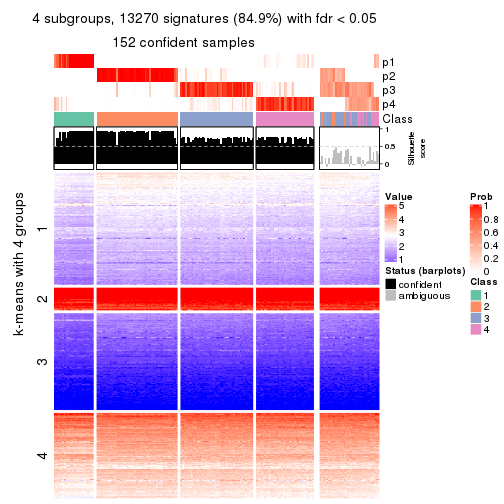 4 subgroups, 13270 signatures (84.9%) with fdr < 0.05
152 confident samples
p1
p2
p3
p4
Class
1
0.5
0
Silhouette
score
k-means with 4 groups
1
2
3
4
Value
5
4
3
2
1
Status (barplots)
confident
ambiguous
Prob
1
0.8
0.6
0.4
0.2
0
Class
1
2
3
4